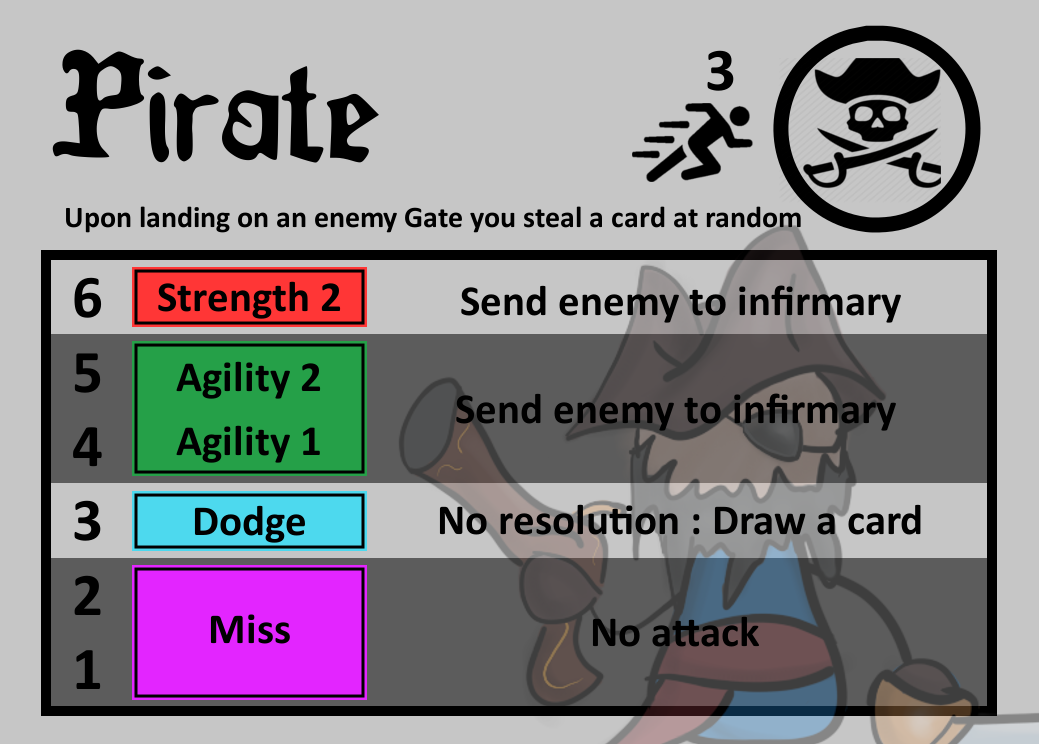 Pirate
3
Upon landing on an enemy Gate you steal a card at random
6 Strength 2 Send enemy to infirmary
5 Agility 2
Send enemy to infirmary
4 Agility 1
3 Dodge No resolution : Draw a card
2
Miss No attack
1